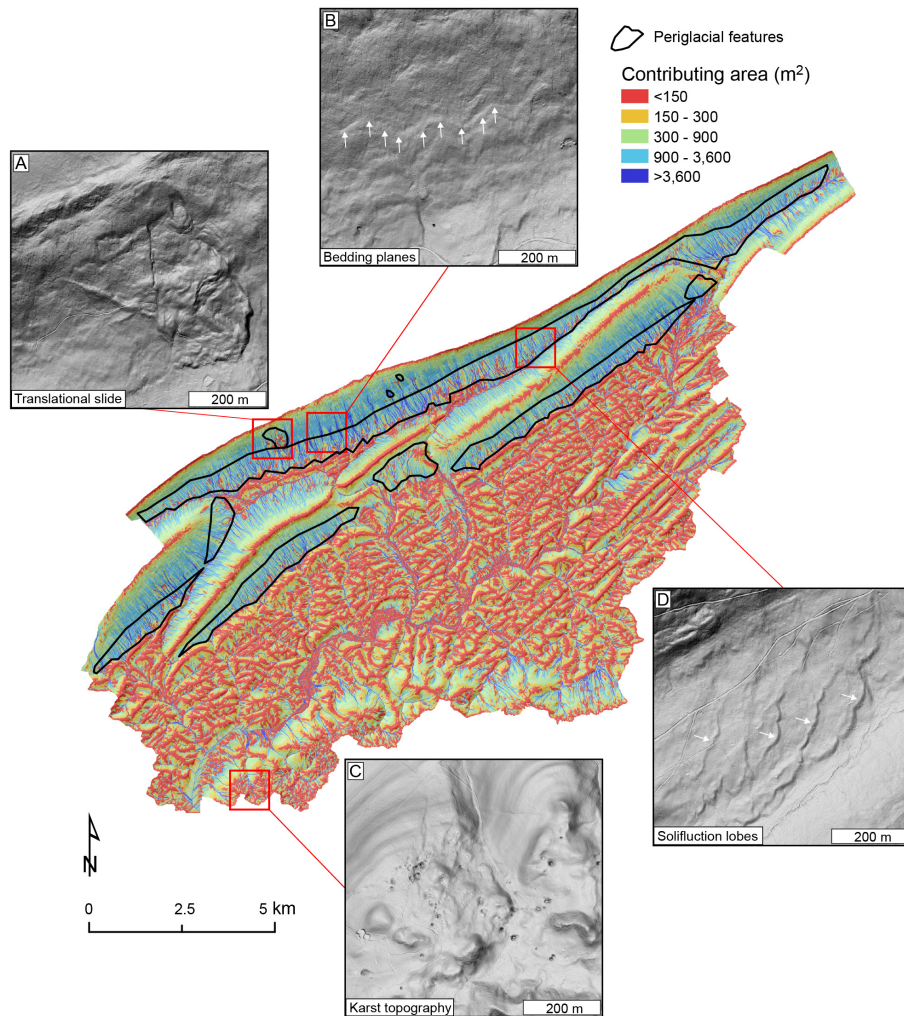 B
Bedding planes
200 m
Periglacial features
Contributing area (m²)
<150
150 - 300
300 - 900
900 - 3,600
>3,600
A
Translational slide
200 m
D
Solifluction lobes
200 m
C
Karst topography
200 m
N
0 2.5 5 km